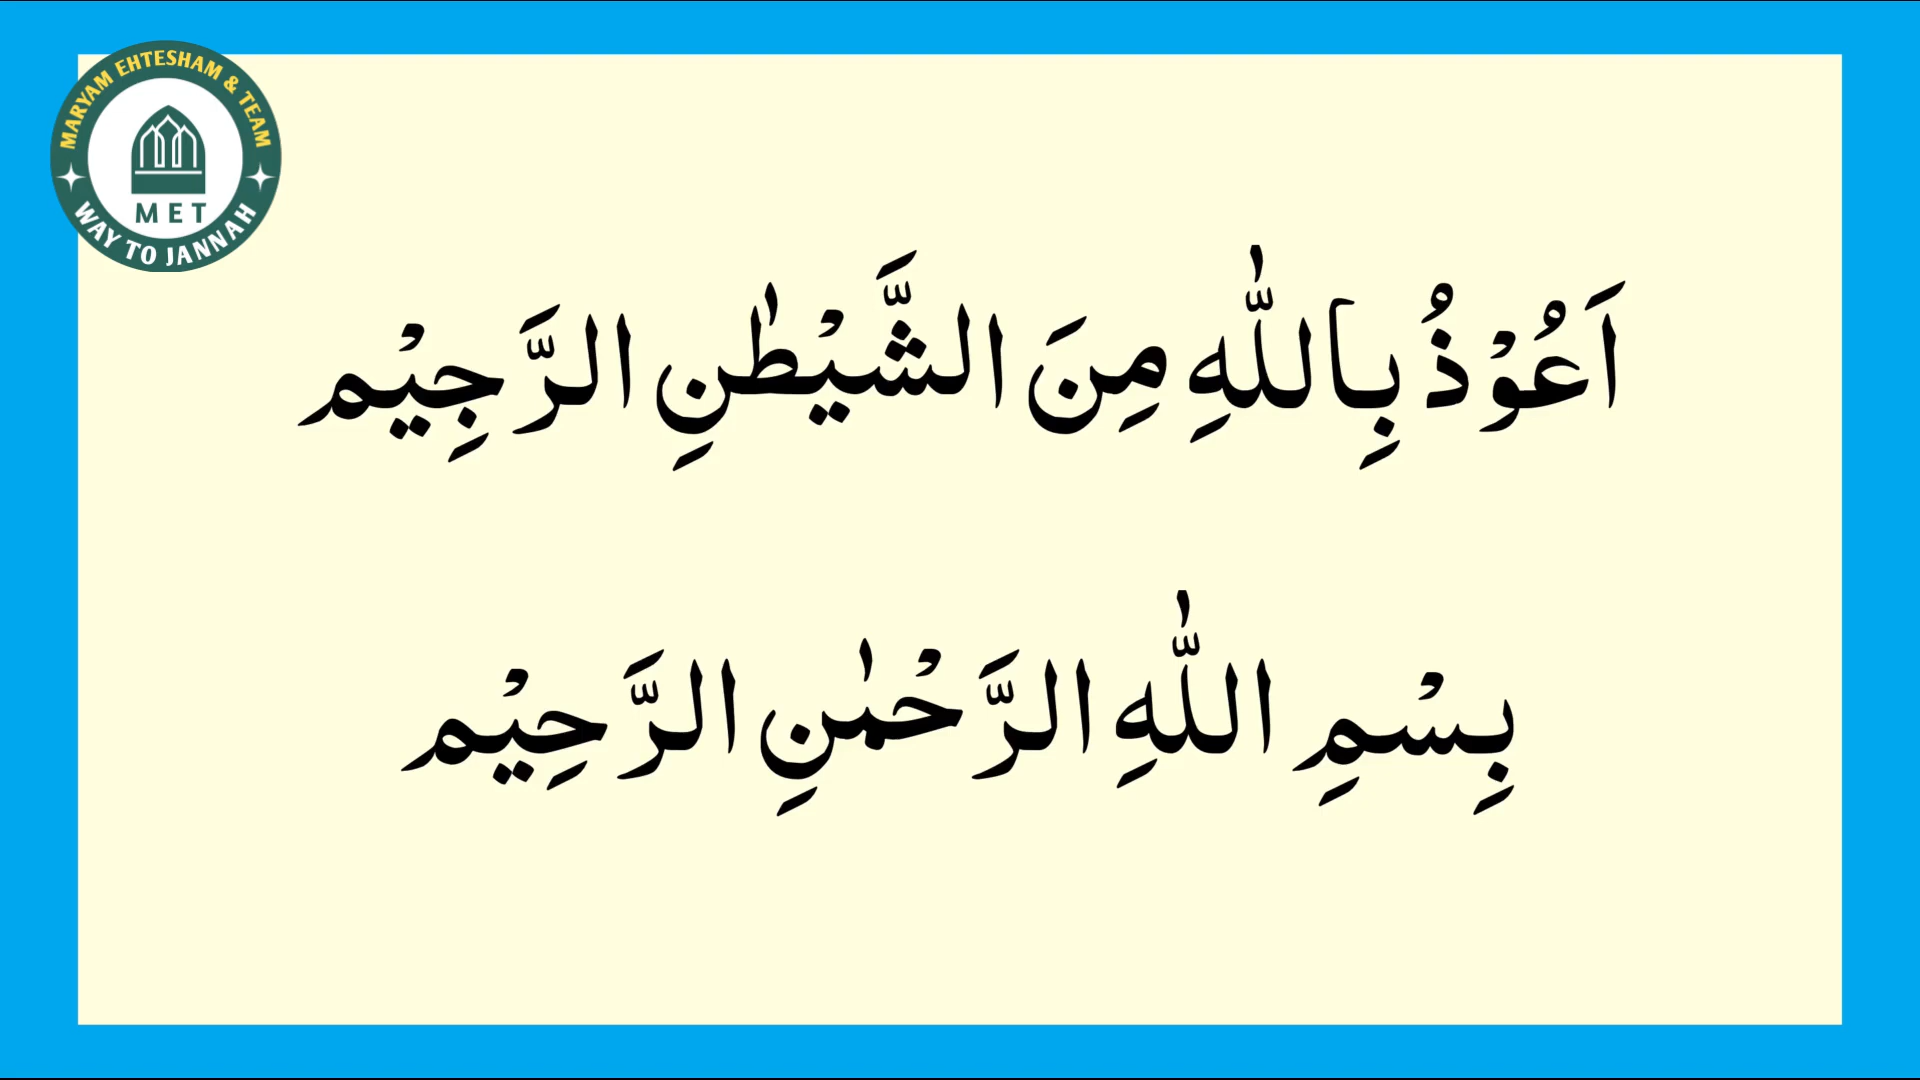 MARYAM EHTESHAM & TEAM
MET
WAY TO JANNAH
اَعُوْذُ بِاللّٰهِ مِنَ الشَّيْطٰنِ الرَّجِيْم
بِسْمِ اللّٰهِ الرَّحْمٰنِ الرَّحِيْم